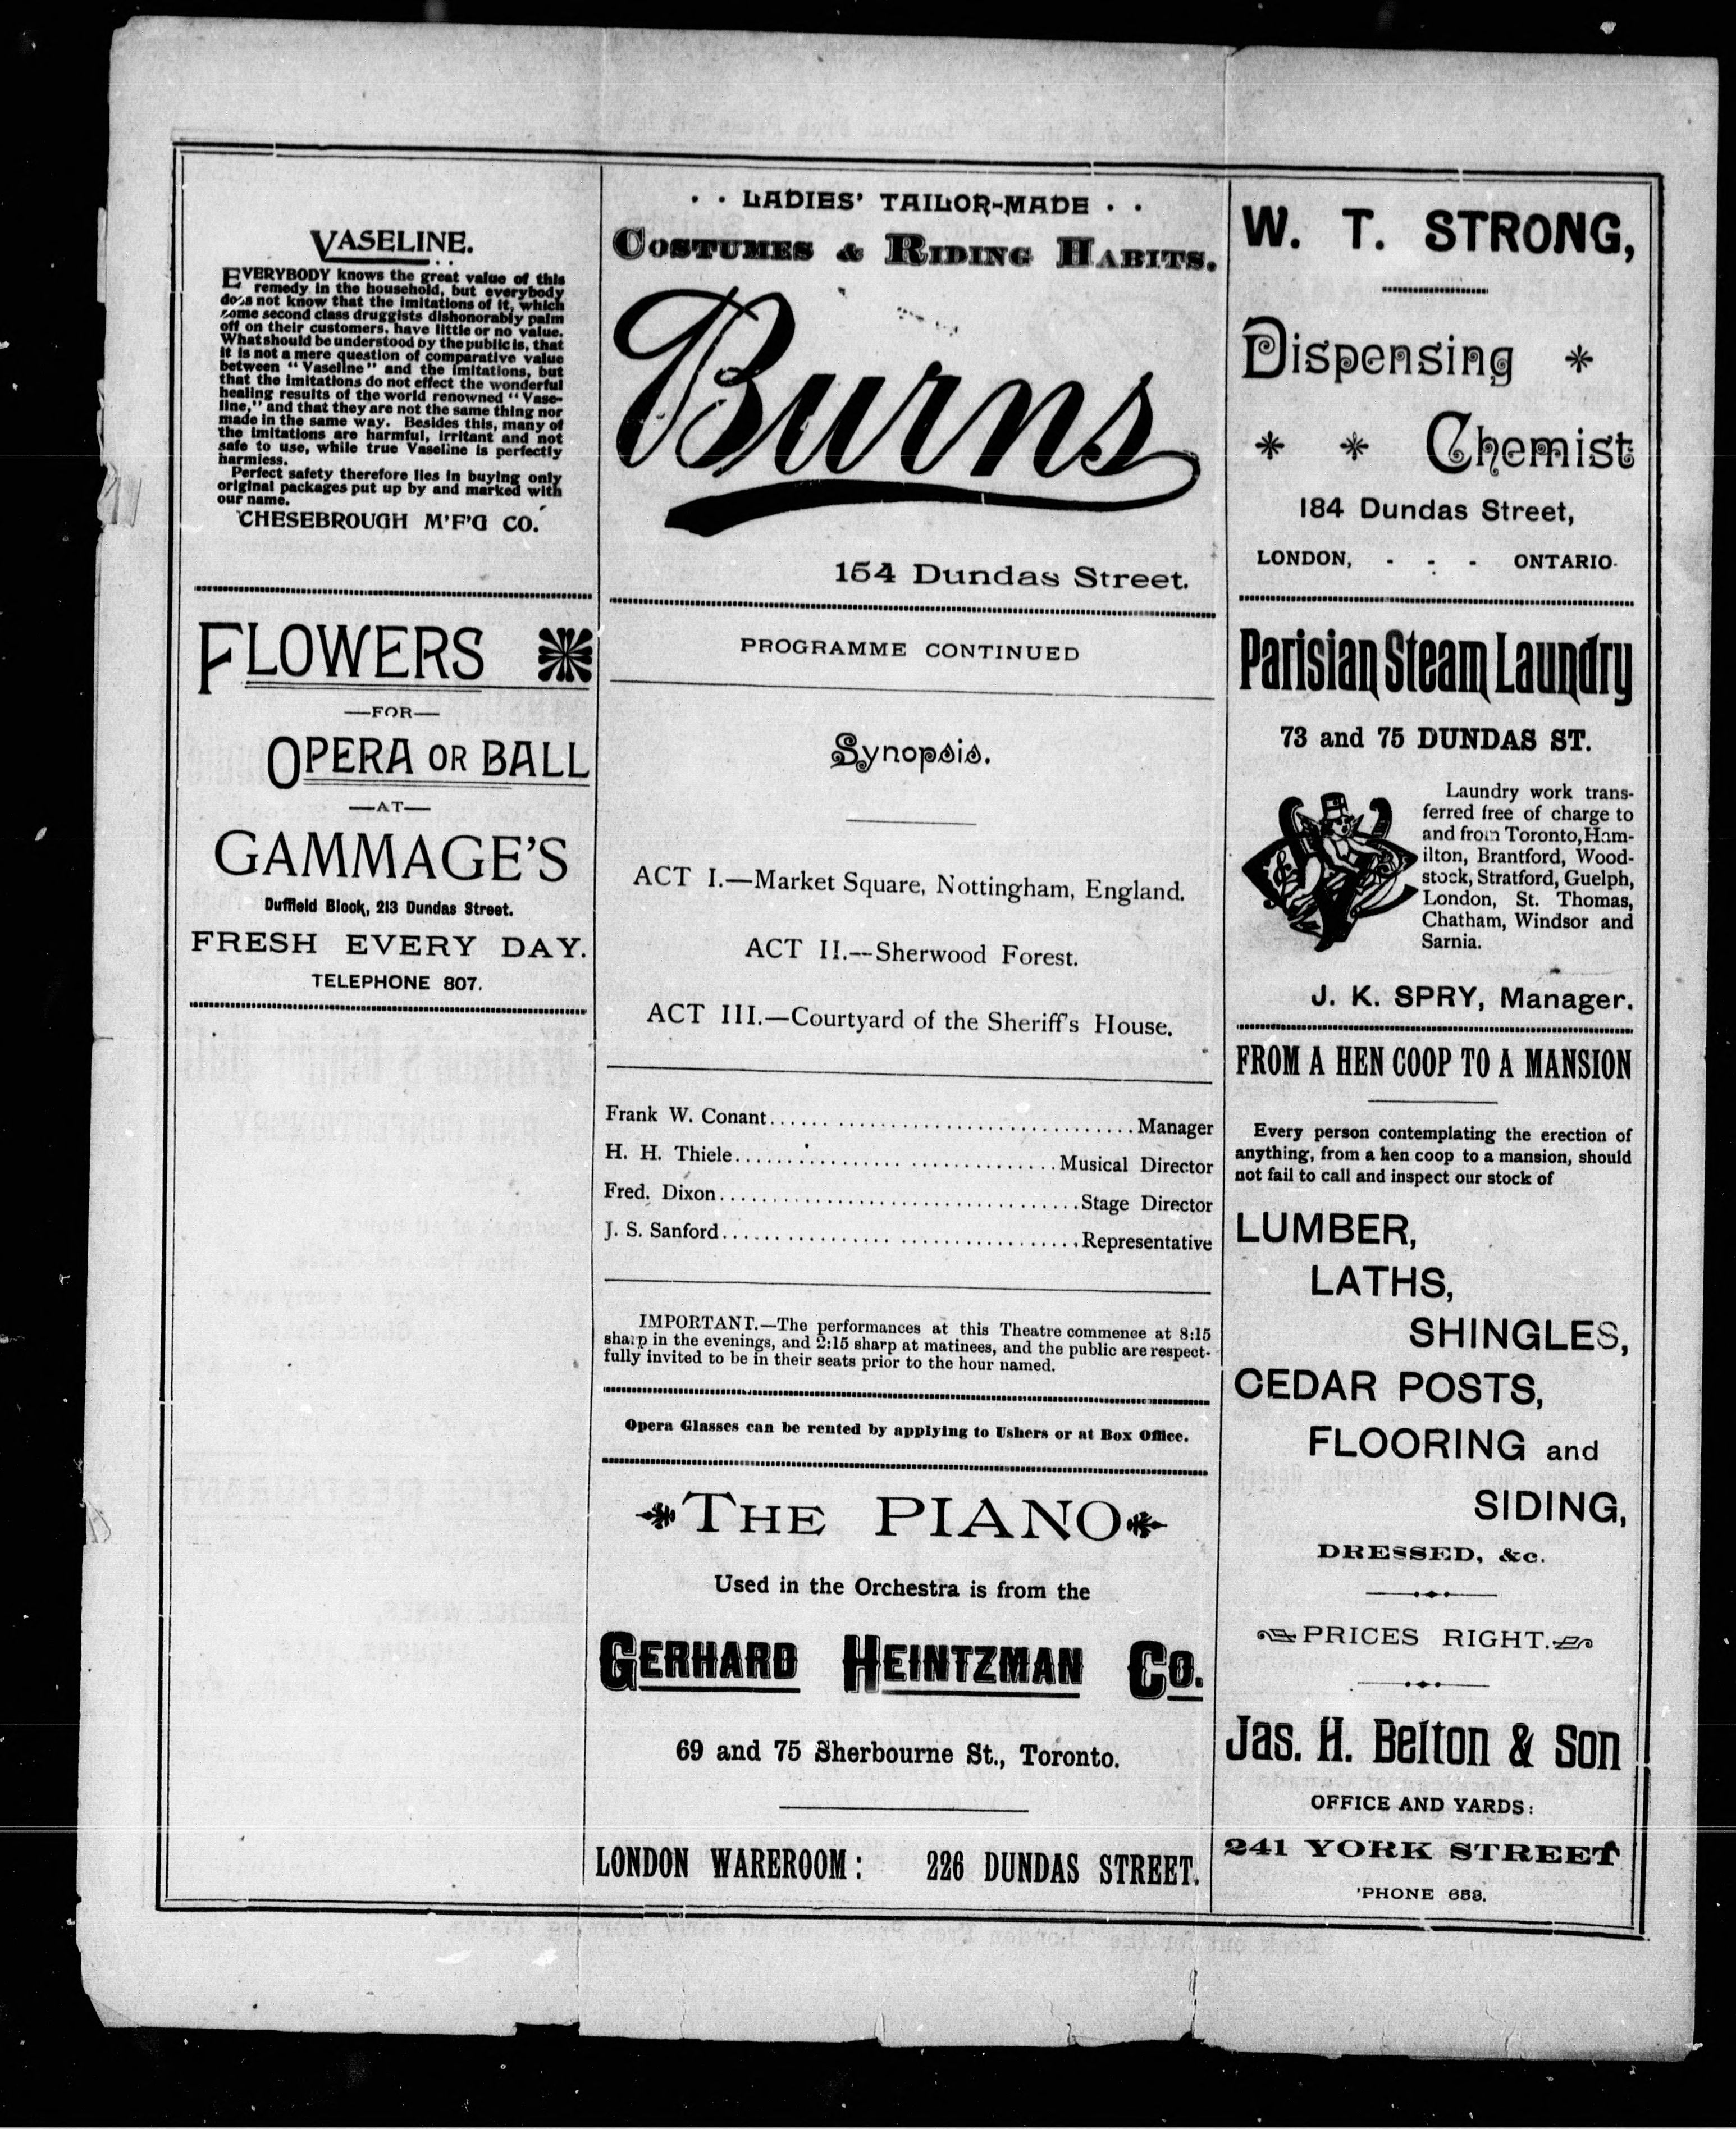 VASELINE.
EVERYBODY knows the great value of this
remedy in the household, but everybody
does not know that the imitations of it, which
some second class druggists dishonorably palm
off on their customers, have little or no value.
What should be understood by the public is, that
it is not a mere question of comparative value
between "Vaseline" and the imitations, but
that the imitations do not effect the wonderful
healing results of the world renowned "Vase-
line," and that they are not the same thing nor
made in the same way. Besides this, many of
the imitations are harmful, irritant and not
safe to use, while true Vaseline is perfectly
harmless.
Perfect safety therefore lies in buying only
original packages put up by and marked with
our name.
CHESEBROUGH M'F'G CO.
FLOWERS
—FOR—
OPERA OR BALL
—AT—
GAMMAGE'S
Duffield Block, 213 Dundas Street.
FRESH EVERY DAY.
TELEPHONE 807.
. . LADIES' TAILOR-MADE . .
COSTUMES & RIDING HABITS.
Burns
154 Dundas Street.
PROGRAMME CONTINUED
Synopsis.
ACT I.—Market Square, Nottingham, England.
ACT II.—Sherwood Forest.
ACT III.—Courtyard of the Sheriff's House.
Frank W. Conant........................................Manager
H. H. Thiele........................................Musical Director
Fred. Dixon........................................Stage Director
J. S. Sanford........................................Representative
IMPORTANT.—The performances at this Theatre commence at 8:15
sharp in the evenings, and 2:15 sharp at matinees, and the public are respect-
fully invited to be in their seats prior to the hour named.
Opera Glasses can be rented by applying to Ushers or at Box Office.
THE PIANO
Used in the Orchestra is from the
GERHARD HEINTZMAN CO.
69 and 75 Sherbourne St., Toronto.
LONDON WAREROOM: 226 DUNDAS STREET.
W. T. STRONG,
Dispensing *
* * Chemist
184 Dundas Street,
LONDON, - - - ONTARIO.
Parisian Steam Laundry
73 and 75 DUNDAS ST.
Laundry work trans-
ferred free of charge to
and from Toronto, Ham-
ilton, Brantford, Wood-
stock, Stratford, Guelph,
London, St. Thomas,
Chatham, Windsor and
Sarnia.
J. K. SPRY, Manager.
FROM A HEN COOP TO A MANSION
Every person contemplating the erection of
anything, from a hen coop to a mansion, should
not fail to call and inspect our stock of
LUMBER,
LATHS,
SHINGLES,
CEDAR POSTS,
FLOORING and
SIDING,
DRESSED, &c.
PRICES RIGHT.
Jas. H. Belton & Son
OFFICE AND YARDS:
241 YORK STREET
'PHONE 658.